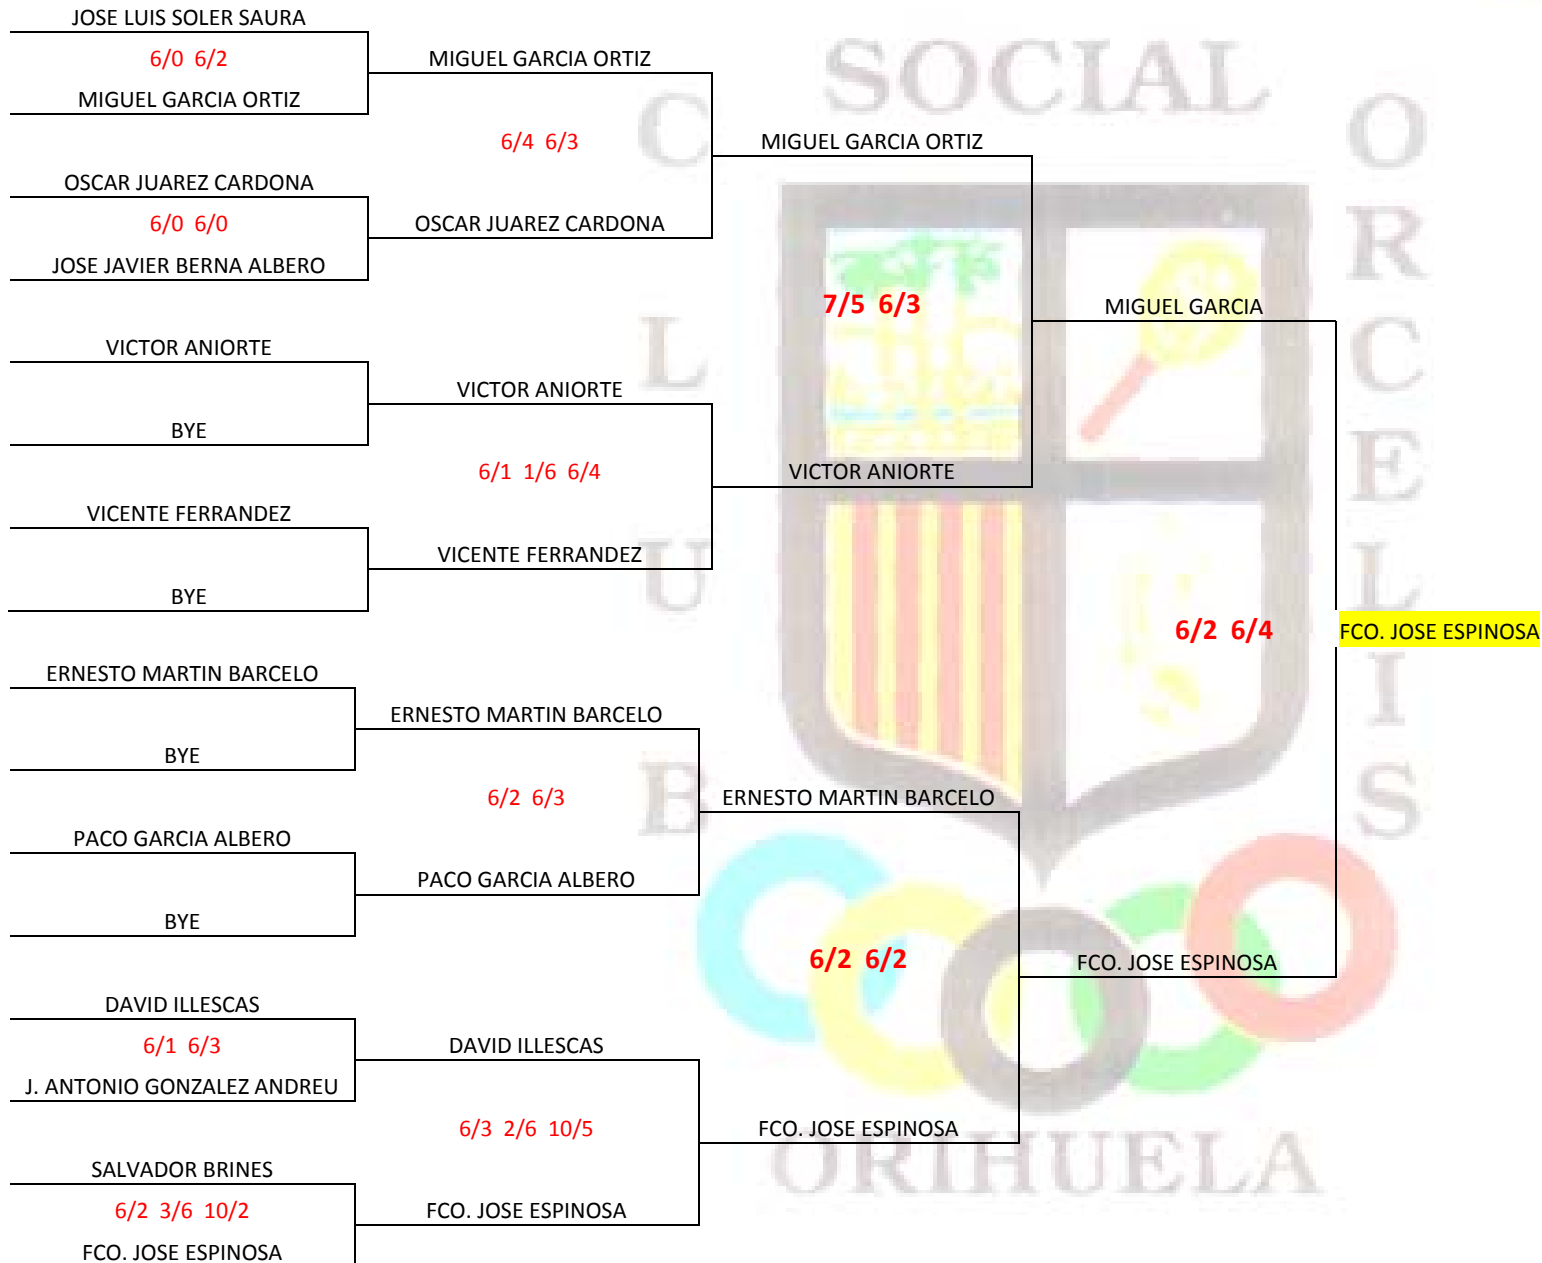 JOSE LUIS SOLER SAURA
6/0 6/2
MIGUEL GARCIA ORTIZ
OSCAR JUAREZ CARDONA
6/0 6/0
JOSE JAVIER BERNA ALBERO
VICTOR ANIORTE
BYE
VICENTE FERRANDEZ
BYE
ERNESTO MARTIN BARCELO
BYE
PACO GARCIA ALBERO
BYE
DAVID ILLESCAS
6/1 6/3
J. ANTONIO GONZALEZ ANDREU
SALVADOR BRINES
6/2 3/6 10/2
FCO. JOSE ESPINOSA
MIGUEL GARCIA ORTIZ
6/4 6/3
OSCAR JUAREZ CARDONA
VICTOR ANIORTE
6/1 1/6 6/4
VICENTE FERRANDEZ
ERNESTO MARTIN BARCELO
6/2 6/3
PACO GARCIA ALBERO
DAVID ILLESCAS
6/3 2/6 10/5
FCO. JOSE ESPINOSA
MIGUEL GARCIA ORTIZ
7/5 6/3
VICTOR ANIORTE
ERNESTO MARTIN BARCELO
6/2 6/2
FCO. JOSE ESPINOSA
MIGUEL GARCIA
6/2 6/4
FCO. JOSE ESPINOSA
FCO. JOSE ESPINOSA
CLUB
SOCIAL
ORCELIS
ORIHUELA